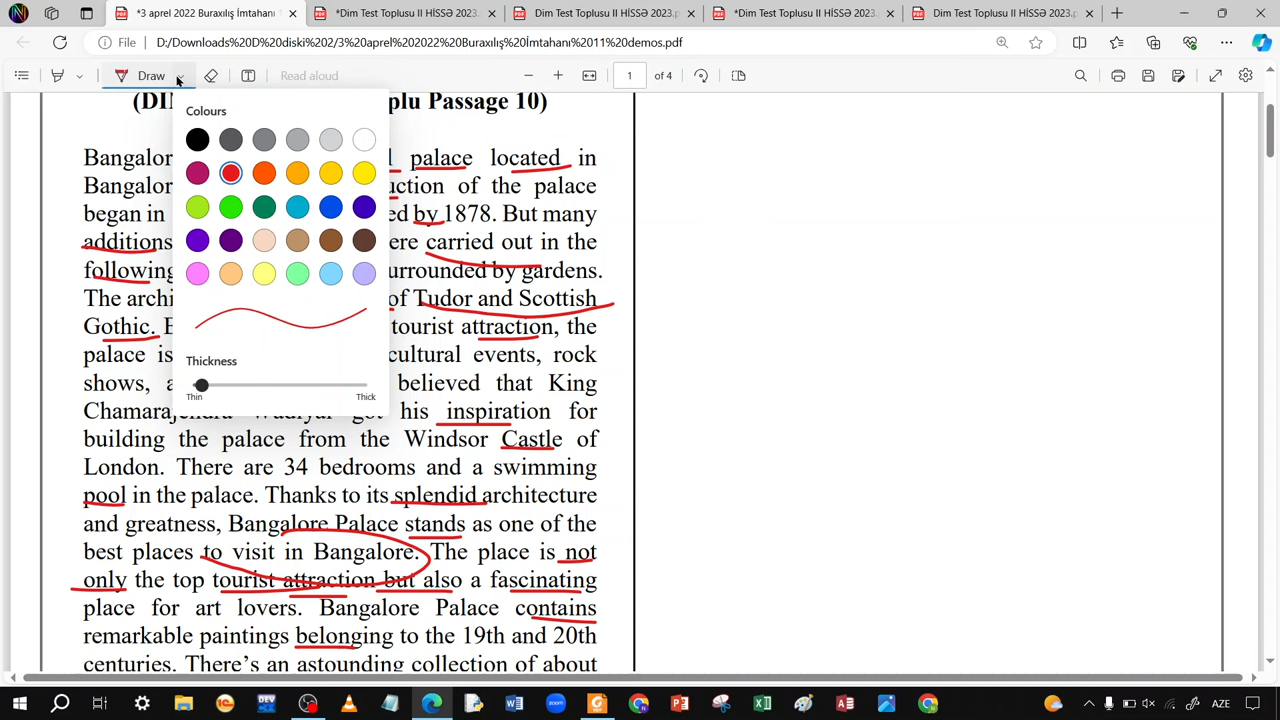 *3 aprel 2022 Buraxılış İmtahanı
*Dim Test Toplusu II HİSSƏ 2023.p
Dim Test Toplusu II HİSSƏ 2023.p
*Dim Test Toplusu II HİSSƏ 2023.p
Dim Test Toplusu II HİSSƏ 2023.p
File D:/Downloads%20D%20diski%202/3%20aprel%202022%20Buraxılış%20İmtahanı%2011%20demos.pdf
Draw Read aloud 1 of 4
Colours
Thickness
Thin Thick
(DİM plu Passage 10)
Bangalor palace located in
Bangalor uction of the palace
began in ed by 1878. But many
additions ere carried out in the
following urrounded by gardens.
The archi of Tudor and Scottish
Gothic. tourist attraction, the
palace is cultural events, rock
shows, believed that King
Chamarajendra Wadiyar got his inspiration for
building the palace from the Windsor Castle of
London. There are 34 bedrooms and a swimming
pool in the palace. Thanks to its splendid architecture
and greatness, Bangalore Palace stands as one of the
best places to visit in Bangalore. The place is not
only the top tourist attraction but also a fascinating
place for art lovers. Bangalore Palace contains
remarkable paintings belonging to the 19th and 20th
centuries. There's an astounding collection of about
AZE